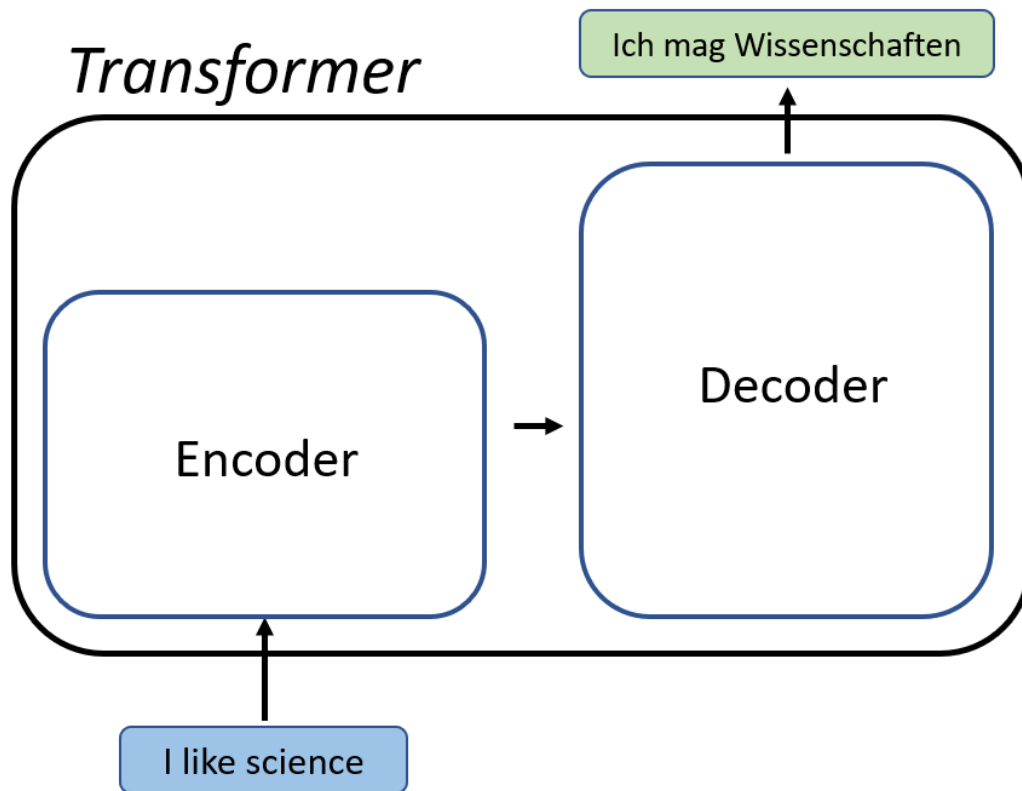 Transformer
Ich mag Wissenschaften
Encoder
Decoder
I like science